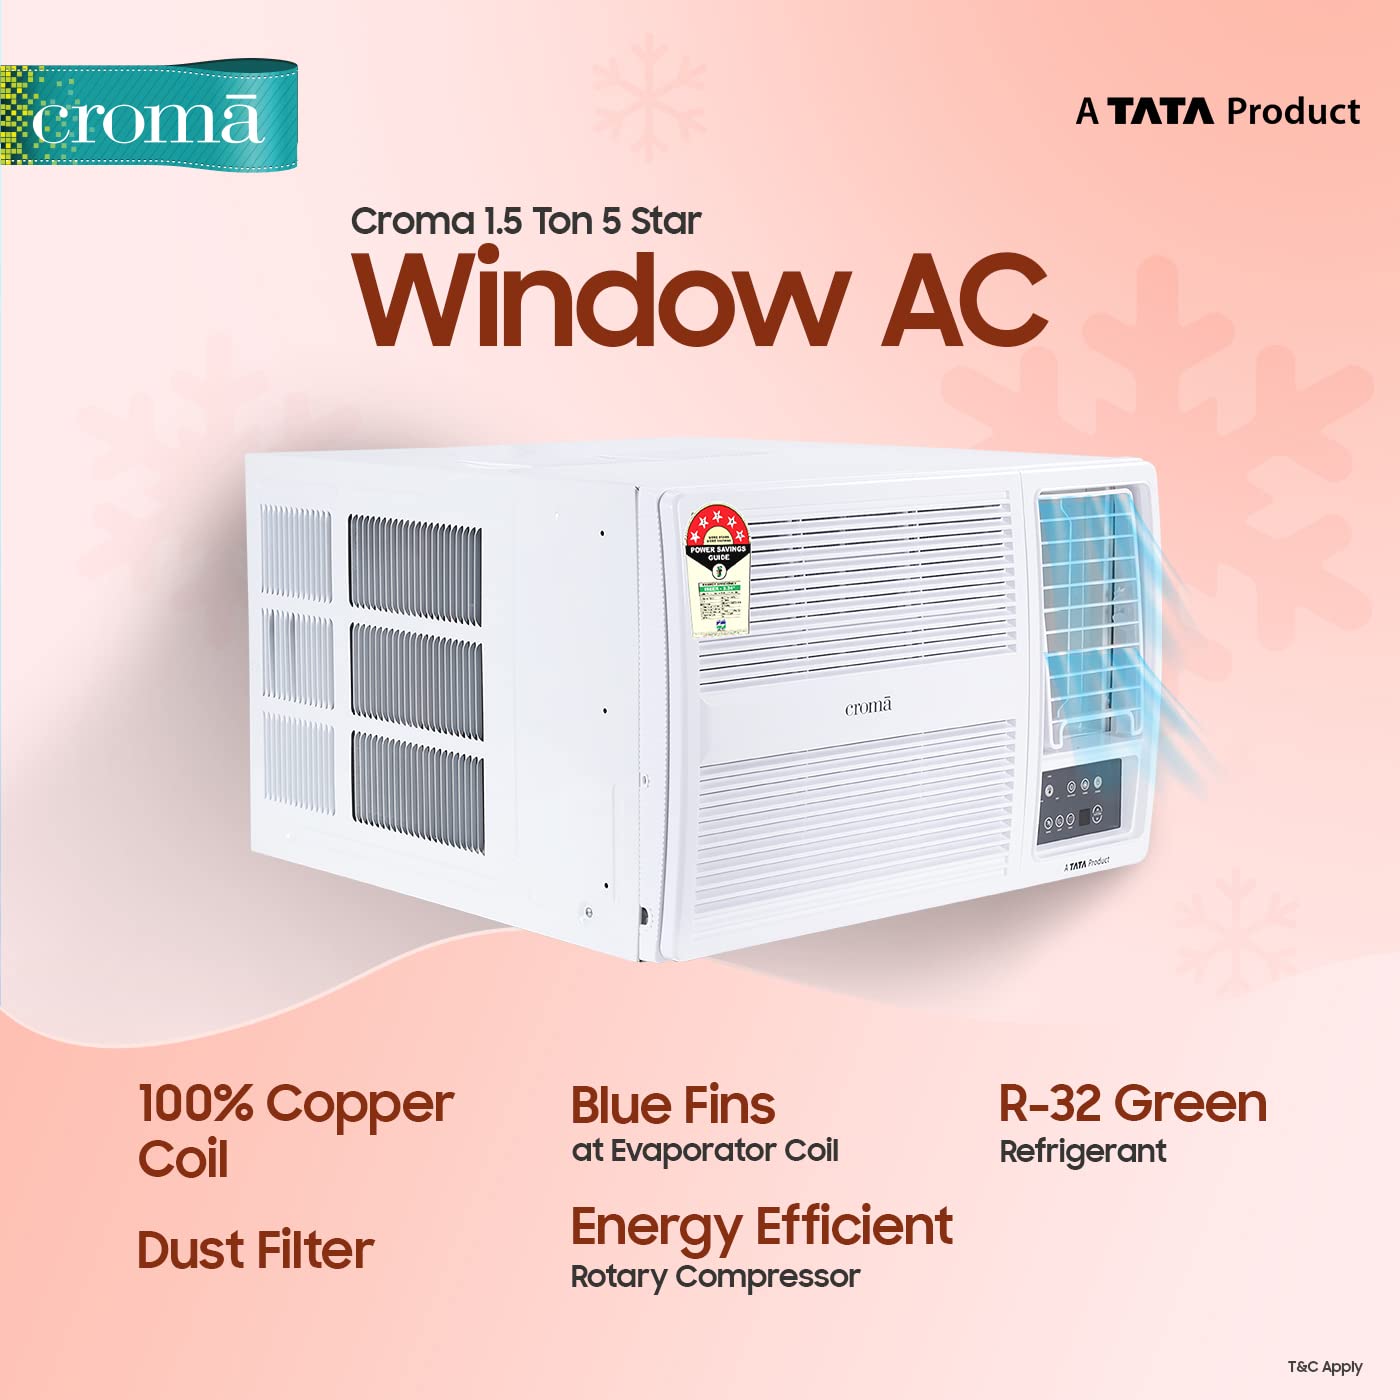 cromā
A TATA Product
Croma 1.5 Ton 5 Star
Window AC
POWER SAVINGS
GUIDE
cromā
A TATA Product
100% Copper
Coil
Blue Fins
at Evaporator Coil
R-32 Green
Refrigerant
Dust Filter
Energy Efficient
Rotary Compressor
T&C Apply